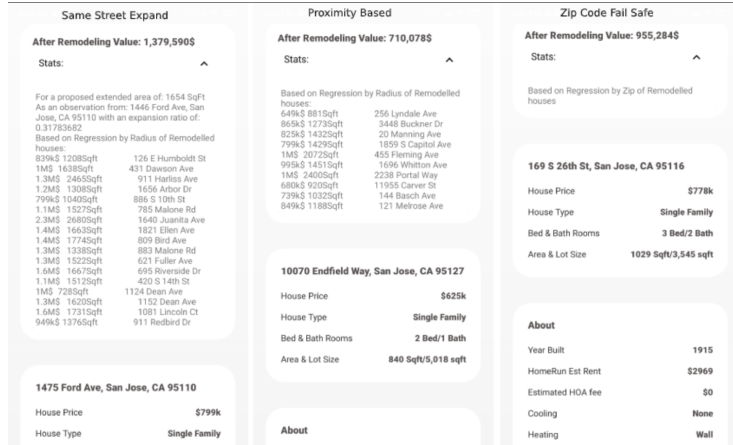 Same Street Expand
After Remodeling Value: 1,379,590$
Stats:
For a proposed extended area of: 1654 SqFt
As an observation from: 1446 Ford Ave, San
Jose, CA 95110 with an expansion ratio of:
0.31783682
Based on Regression by Radius of Remodelled
houses:
839k$ 1208Sqft 126 E Humboldt St
1M$ 1638Sqft 431 Dawson Ave
1.3M$ 2465Sqft 911 Harliss Ave
1.2M$ 1308Sqft 1656 Arbor Dr
799k$ 1040Sqft 886 S 10th St
1.1M$ 1527Sqft 785 Malone Rd
2.3M$ 2680Sqft 1640 Juanita Ave
1.4M$ 1663Sqft 1821 Ellen Ave
1.4M$ 1774Sqft 809 Bird Ave
1.3M$ 1338Sqft 883 Malone Rd
1.3M$ 1522Sqft 621 Fuller Ave
1.6M$ 1667Sqft 695 Riverside Dr
1.1M$ 1512Sqft 420 S 14th St
1M$ 728Sqft 1124 Dean Ave
1.3M$ 1620Sqft 1152 Dean Ave
1.6M$ 1731Sqft 1081 Lincoln Ct
949k$ 1376Sqft 911 Redbird Dr
1475 Ford Ave, San Jose, CA 95110
House Price $799k
House Type Single Family
Proximity Based
After Remodeling Value: 710,078$
Stats:
Based on Regression by Radius of Remodelled
houses:
649k$ 881Sqft 256 Lyndale Ave
865k$ 1273Sqft 3448 Buckner Dr
825k$ 1432Sqft 20 Manning Ave
799k$ 1429Sqft 1859 S Capitol Ave
1M$ 2072Sqft 455 Fleming Ave
995k$ 1451Sqft 1696 Whitton Ave
1M$ 2400Sqft 2238 Portal Way
680k$ 920Sqft 11955 Carver St
739k$ 1032Sqft 144 Basch Ave
849k$ 1188Sqft 121 Melrose Ave
10070 Endfield Way, San Jose, CA 95127
House Price $625k
House Type Single Family
Bed & Bath Rooms 2 Bed/1 Bath
Area & Lot Size 840 Sqft/5,018 sqft
About
Zip Code Fail Safe
After Remodeling Value: 955,284$
Stats:
Based on Regression by Zip of Remodelled
houses
169 S 26th St, San Jose, CA 95116
House Price $778k
House Type Single Family
Bed & Bath Rooms 3 Bed/2 Bath
Area & Lot Size 1029 Sqft/3,545 sqft
About
Year Built 1915
HomeRun Est Rent $2969
Estimated HOA fee $0
Cooling None
Heating Wall